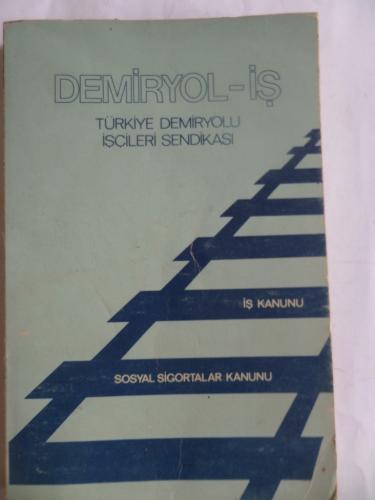 DEMİRYOL-İŞ
TÜRKİYE DEMİRYOLU
İŞÇİLERİ SENDİKASI
İŞ KANUNU
SOSYAL SİGORTALAR KANUNU